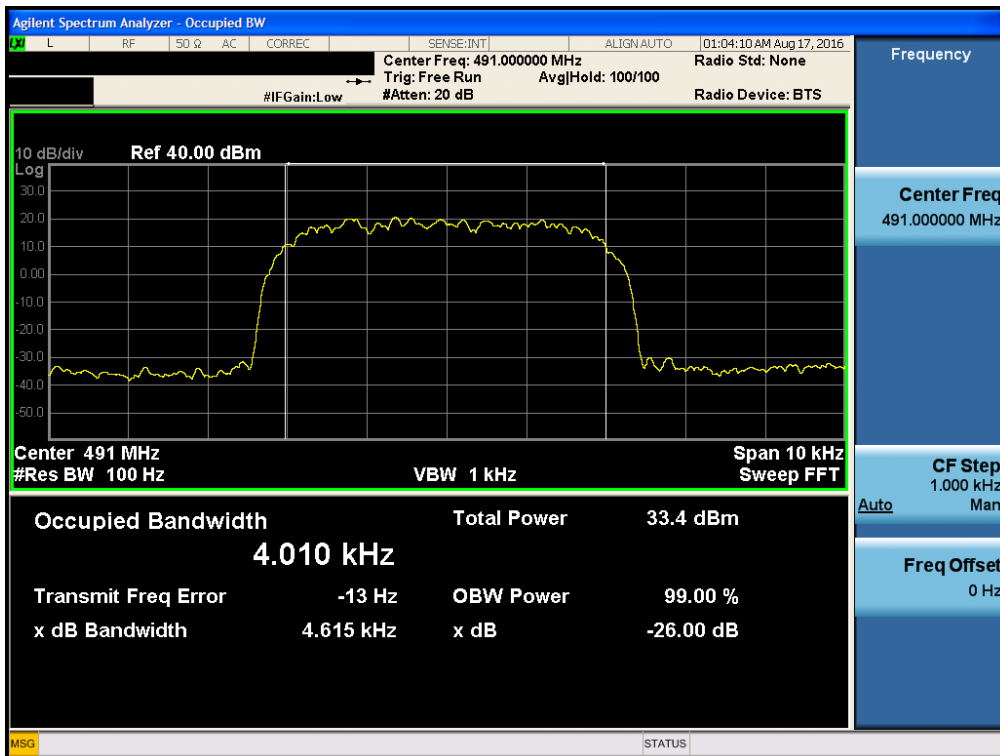 Agilent Spectrum Analyzer - Occupied BW
LXI L RF 50 Ω AC CORREC SENSE:INT ALIGN AUTO 01:04:10 AM Aug 17, 2016
Center Freq: 491.000000 MHz Radio Std: None
Trig: Free Run Avg|Hold: 100/100
#IFGain:Low #Atten: 20 dB Radio Device: BTS
10 dB/div Ref 40.00 dBm
Log
30.0
20.0
10.0
0.00
-10.0
-20.0
-30.0
-40.0
-50.0
Center 491 MHz Span 10 kHz
#Res BW 100 Hz VBW 1 kHz Sweep FFT
Occupied Bandwidth Total Power 33.4 dBm
4.010 kHz
Transmit Freq Error -13 Hz OBW Power 99.00 %
x dB Bandwidth 4.615 kHz x dB -26.00 dB
MSG STATUS
Frequency
Center Freq
491.000000 MHz
CF Step
1.000 kHz
Auto Man
Freq Offset
0 Hz